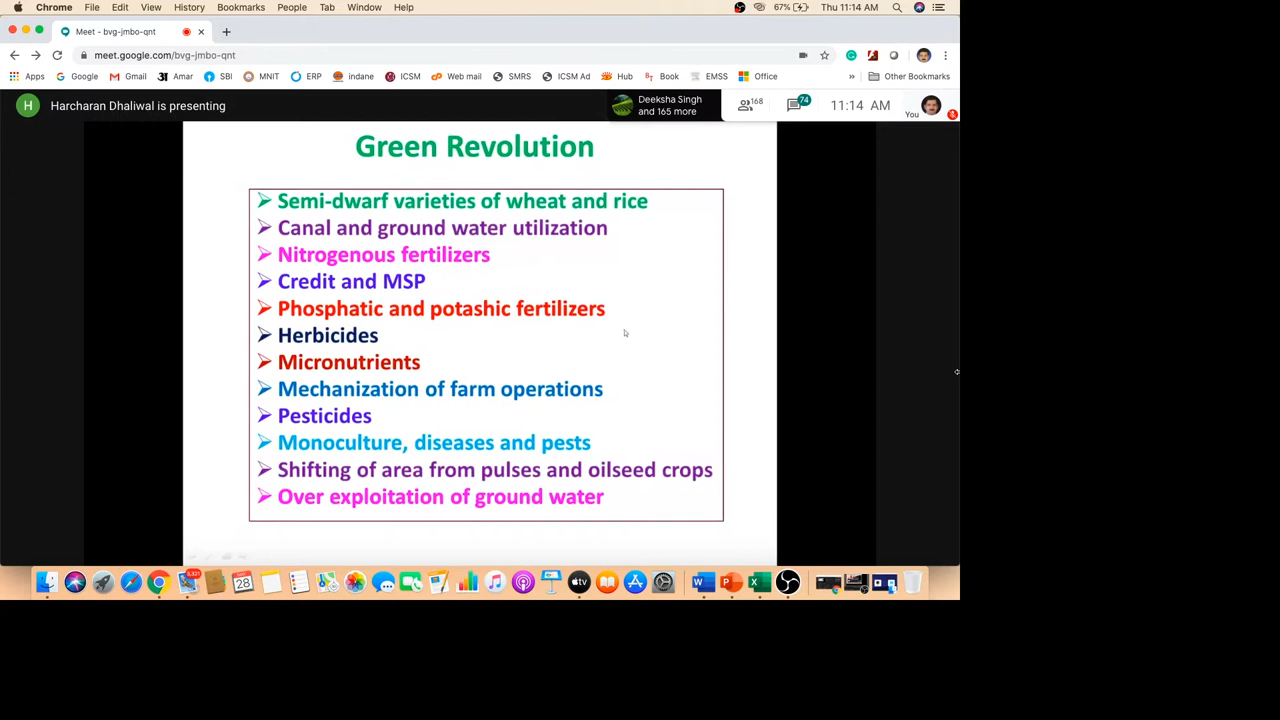 Chrome File Edit View History Bookmarks People Tab Window Help 67% Thu 11:14 AM
Meet - bvg-jmbo-qnt
meet.google.com/bvg-jmbo-qnt
Apps Google Gmail 31 Amar SBI MNIT ERP indane ICSM Web mail SMRS ICSM Ad Hub Book EMSS Office » Other Bookmarks
H Harcharan Dhaliwal is presenting
Deeksha Singh
and 165 more
168
74
11:14 AM
You
Green Revolution
Semi-dwarf varieties of wheat and rice
Canal and ground water utilization
Nitrogenous fertilizers
Credit and MSP
Phosphatic and potashic fertilizers
Herbicides
Micronutrients
Mechanization of farm operations
Pesticides
Monoculture, diseases and pests
Shifting of area from pulses and oilseed crops
Over exploitation of ground water
28
tv
W P X